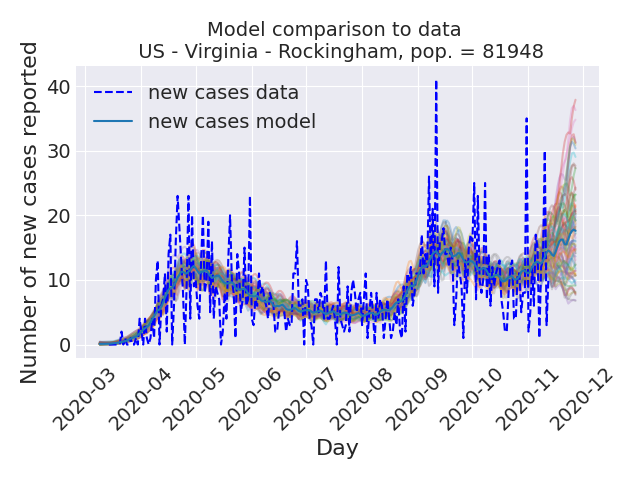 Model comparison to data
US - Virginia - Rockingham, pop. = 81948
Number of new cases reported
40
30
20
10
0
new cases data
new cases model
2020-03
2020-04
2020-05
2020-06
2020-07
2020-08
2020-09
2020-10
2020-11
2020-12
Day